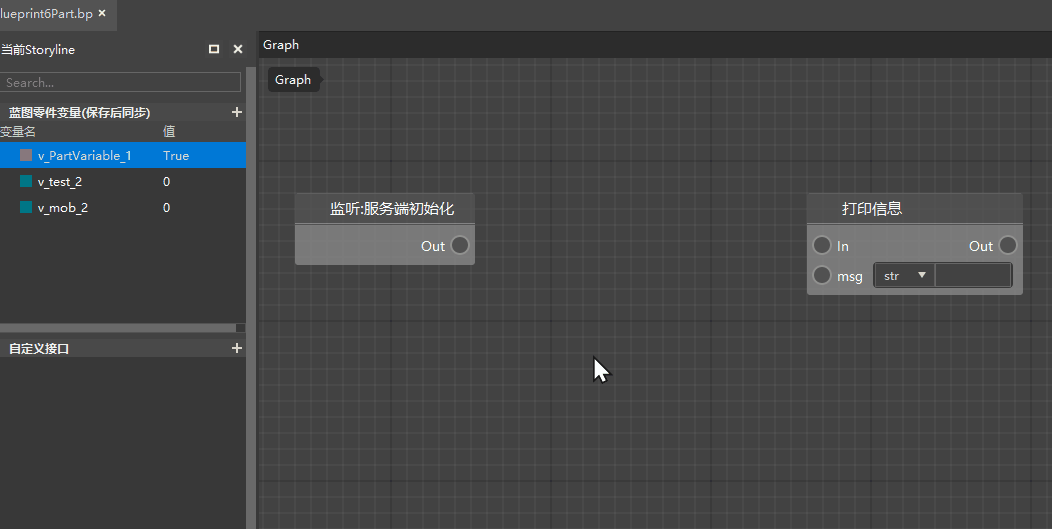 lueprint6Part.bp ×
当前Storyline
Search...
蓝图零件变量(保存后同步) +
变量名 值
v_PartVariable_1 True
v_test_2 0
v_mob_2 0
自定义接口 +
Graph
Graph
监听:服务端初始化
Out
打印信息
In Out
msg str